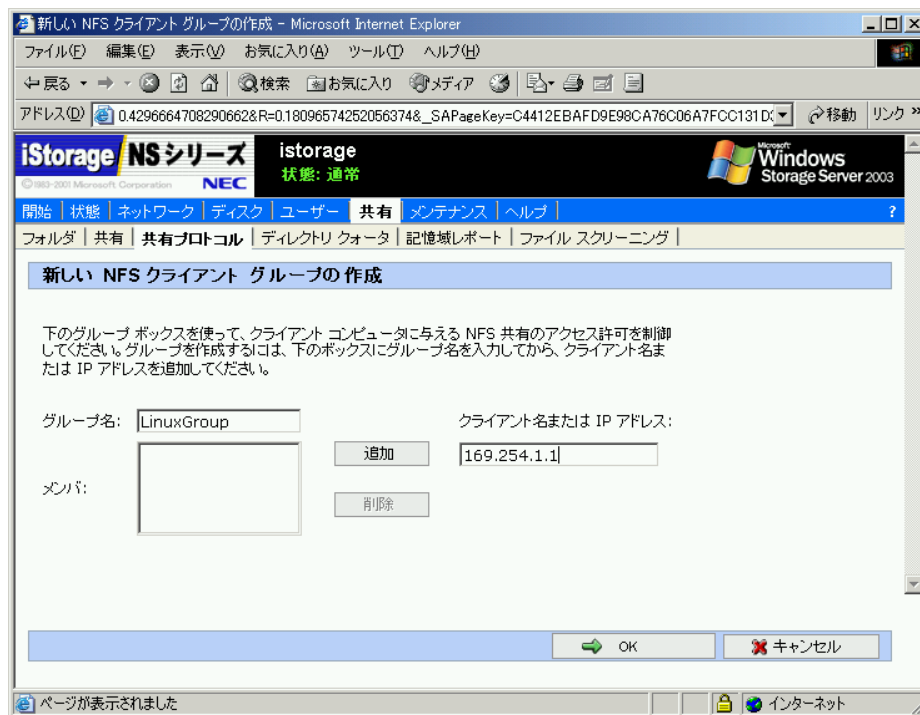 新しい NFS クライアント グループの作成 - Microsoft Internet Explorer
ファイル(F) 編集(E) 表示(V) お気に入り(A) ツール(T) ヘルプ(H)
戻る 検索 お気に入り メディア
アドレス(D) 0.42966647082906628&R=0.18096574252056374&_SAPageKey=C4412EBAFD9E98CA76C06A7FCC131D 移動 リンク »
iStorage NSシリーズ istorage Microsoft Windows
©1983-2001 Microsoft Corporation NEC 状態: 通常 Storage Server 2003
開始 状態 ネットワーク ディスク ユーザー 共有 メンテナンス ヘルプ ?
フォルダ 共有 共有プロトコル ディレクトリ クォータ 記憶域レポート ファイル スクリーニング
新しい NFS クライアント グループの作成
下のグループ ボックスを使って、クライアント コンピュータに与える NFS 共有のアクセス許可を制御
してください。グループを作成するには、下のボックスにグループ名を入力してから、クライアント名ま
たは IP アドレスを追加してください。
グループ名: LinuxGroup クライアント名または IP アドレス:
追加 169.254.1.1
メンバ:
削除
OK キャンセル
ページが表示されました インターネット